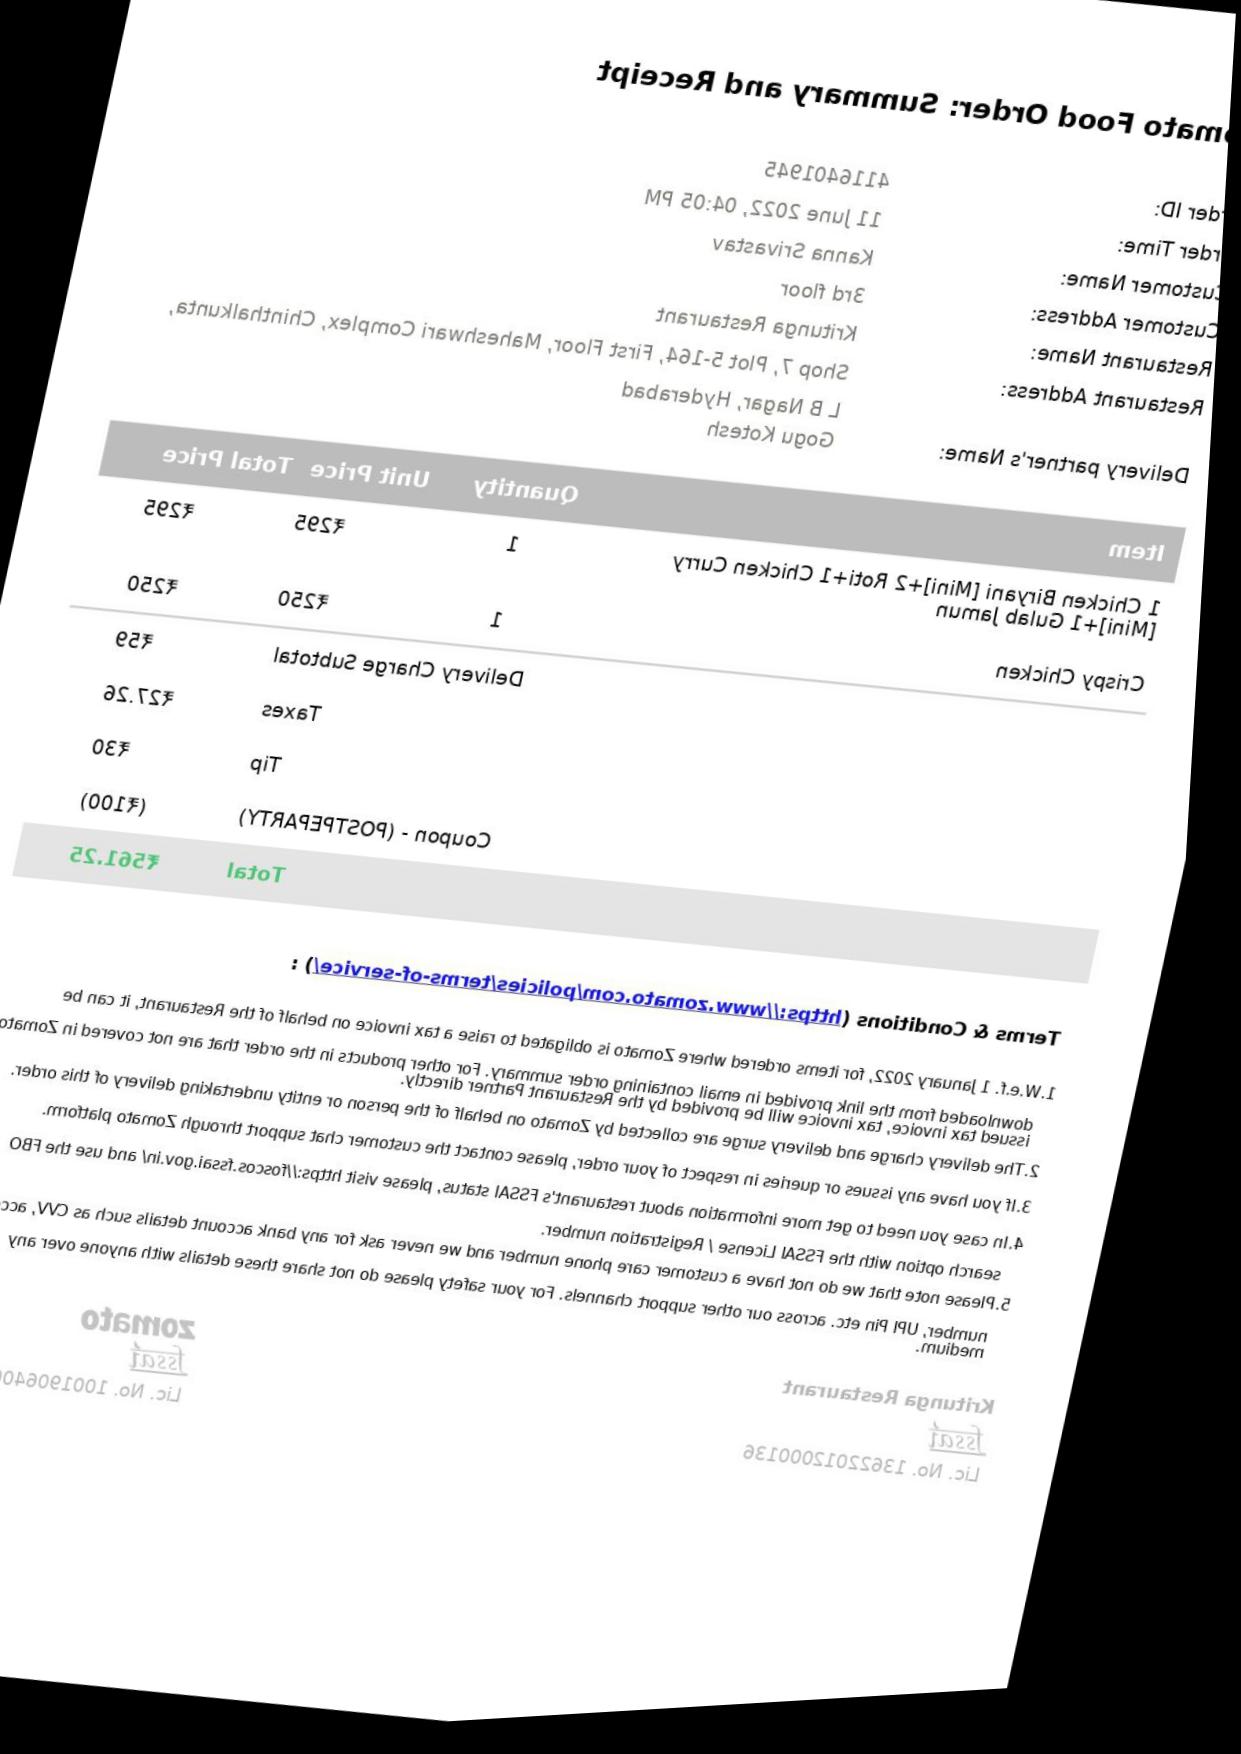 omato Food Order: Summary and Receipt
rder ID: 4116401945
rder Time: 11 June 2022, 04:05 PM
Customer Name: Kanna Srivastav
Customer Address: 3rd floor
Restaurant Name: Kritunga Restaurant
Restaurant Address: Shop 7, Plot 5-164, First Floor, Maheshwari Complex, Chinthalkunta,
L B Nagar, Hyderabad
Delivery partner's Name: Gogu Kotesh
Item Quantity Unit Price Total Price
1 Chicken Biryani [Mini]+2 Roti+1 Chicken Curry 1 ₹295 ₹295
[Mini]+1 Gulab Jamun
Crispy Chicken 1 ₹250 ₹250
Delivery Charge Subtotal ₹59
Taxes ₹27.26
Tip ₹30
Coupon - (POSTPEPARTY) (₹100)
Total ₹561.25
Terms & Conditions (https://www.zomato.com/policies/terms-of-service/) :
1.W.e.f. 1 January 2022, for items ordered where Zomato is obligated to raise a tax invoice on behalf of the Restaurant, it can be
downloaded from the link provided in email containing order summary. For other products in the order that are not covered in Zomato
issued tax invoice, tax invoice will be provided by the Restaurant Partner directly.
2.The delivery charge and delivery surge are collected by Zomato on behalf of the person or entity undertaking delivery of this order.
3.If you have any issues or queries in respect of your order, please contact the customer chat support through Zomato platform.
4.In case you need to get more information about restaurant's FSSAI status, please visit https://foscos.fssai.gov.in/ and use the FBO
search option with the FSSAI License / Registration number.
5.Please note that we do not have a customer care phone number and we never ask for any bank account details such as CVV,
number, UPI Pin etc. across our other support channels. For your safety please do not share these details with anyone over any
medium.
zomato
fssai
Lic. No. 10019064
Kritunga Restaurant
fssai
Lic. No. 13622012000136